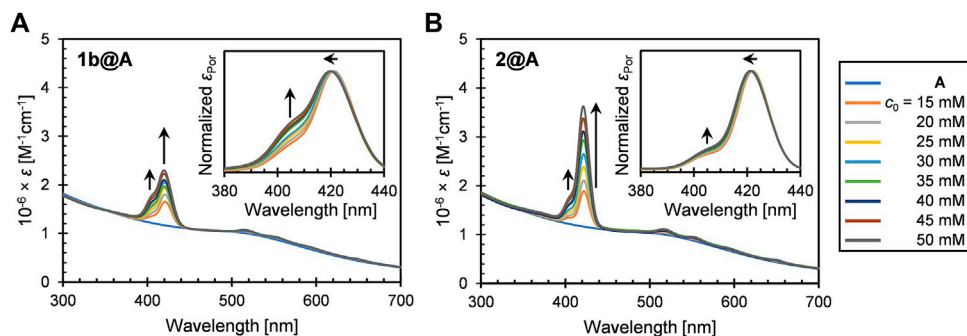 A
1b@A
10⁻⁶ × ε [M⁻¹cm⁻¹]
5
4
3
2
1
0
300 400 500 600 700
Wavelength [nm]
Normalized εPor
380 400 420 440
Wavelength [nm]
B
2@A
10⁻⁶ × ε [M⁻¹cm⁻¹]
5
4
3
2
1
0
300 400 500 600 700
Wavelength [nm]
Normalized εPor
380 400 420 440
Wavelength [nm]
A
c₀ = 15 mM
20 mM
25 mM
30 mM
35 mM
40 mM
45 mM
50 mM